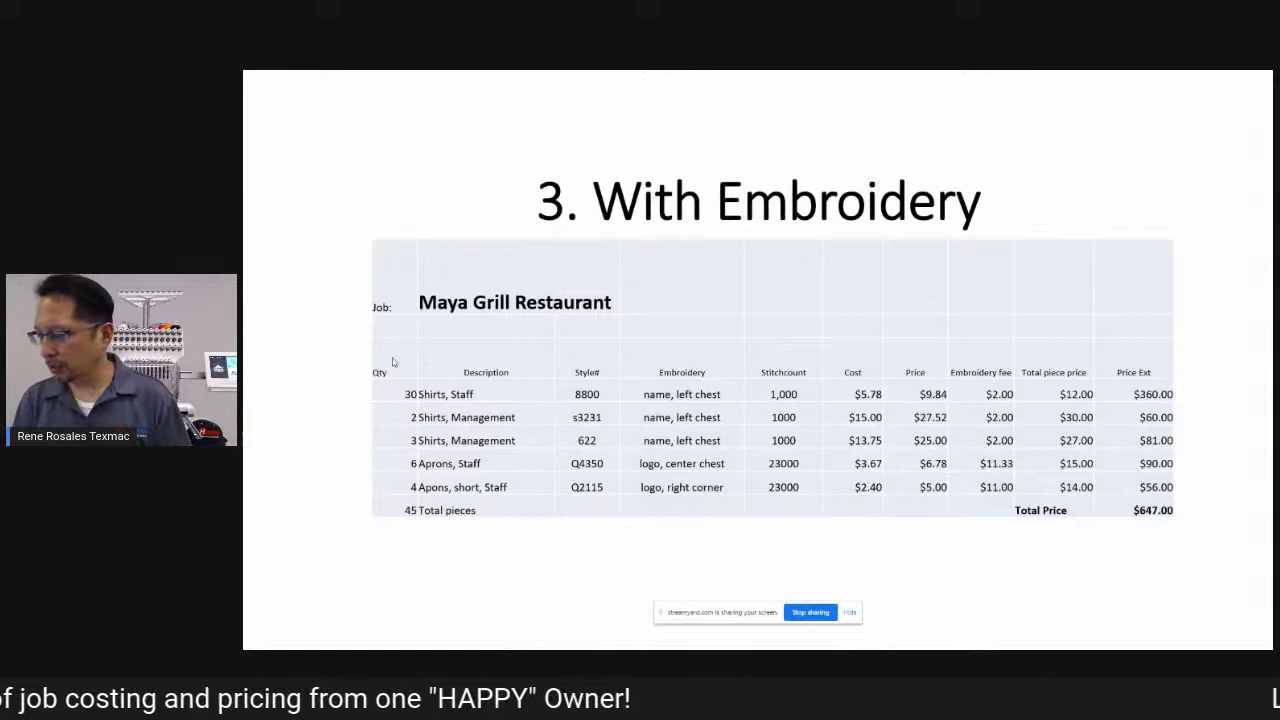 3. With Embroidery
Job: Maya Grill Restaurant
Qty Description Style# Embroidery Stitchcount Cost Price Embroidery fee Total piece price Price Ext
30 Shirts, Staff 8800 name, left chest 1,000 $5.78 $9.84 $2.00 $12.00 $360.00
2 Shirts, Management s3231 name, left chest 1000 $15.00 $27.52 $2.00 $30.00 $60.00
3 Shirts, Management 622 name, left chest 1000 $13.75 $25.00 $2.00 $27.00 $81.00
6 Aprons, Staff Q4350 logo, center chest 23000 $3.67 $6.78 $11.33 $15.00 $90.00
4 Apons, short, Staff Q2115 logo, right corner 23000 $2.40 $5.00 $11.00 $14.00 $56.00
45 Total pieces Total Price $647.00
Rene Rosales Texmac
streamyard.com is sharing your screen. Stop sharing Hide
of job costing and pricing from one "HAPPY" Owner! L